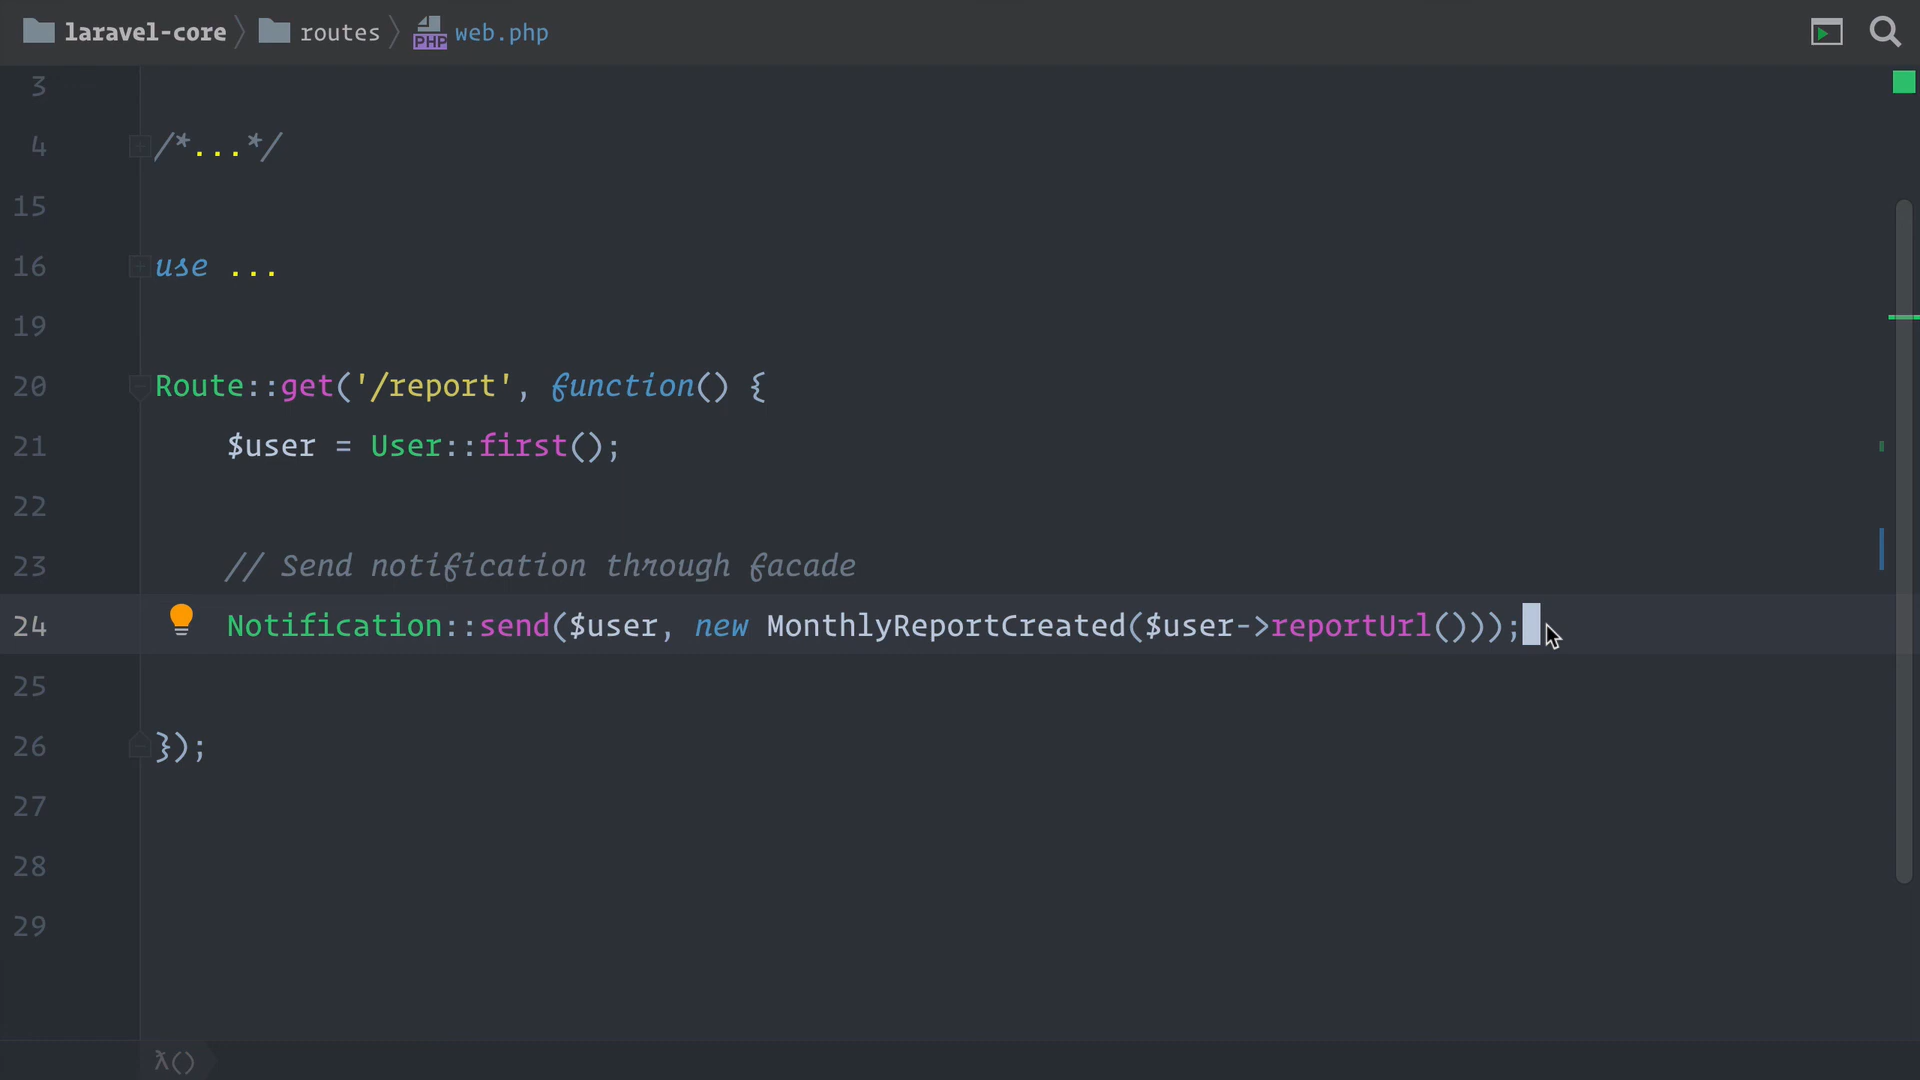 laravel-core routes PHP web.php
3
4 /*...*/
15
16 use ...
19
20 Route::get('/report', function() {
21 $user = User::first();
22
23 // Send notification through facade
24 Notification::send($user, new MonthlyReportCreated($user->reportUrl()));
25
26 });
27
28
29
λ()